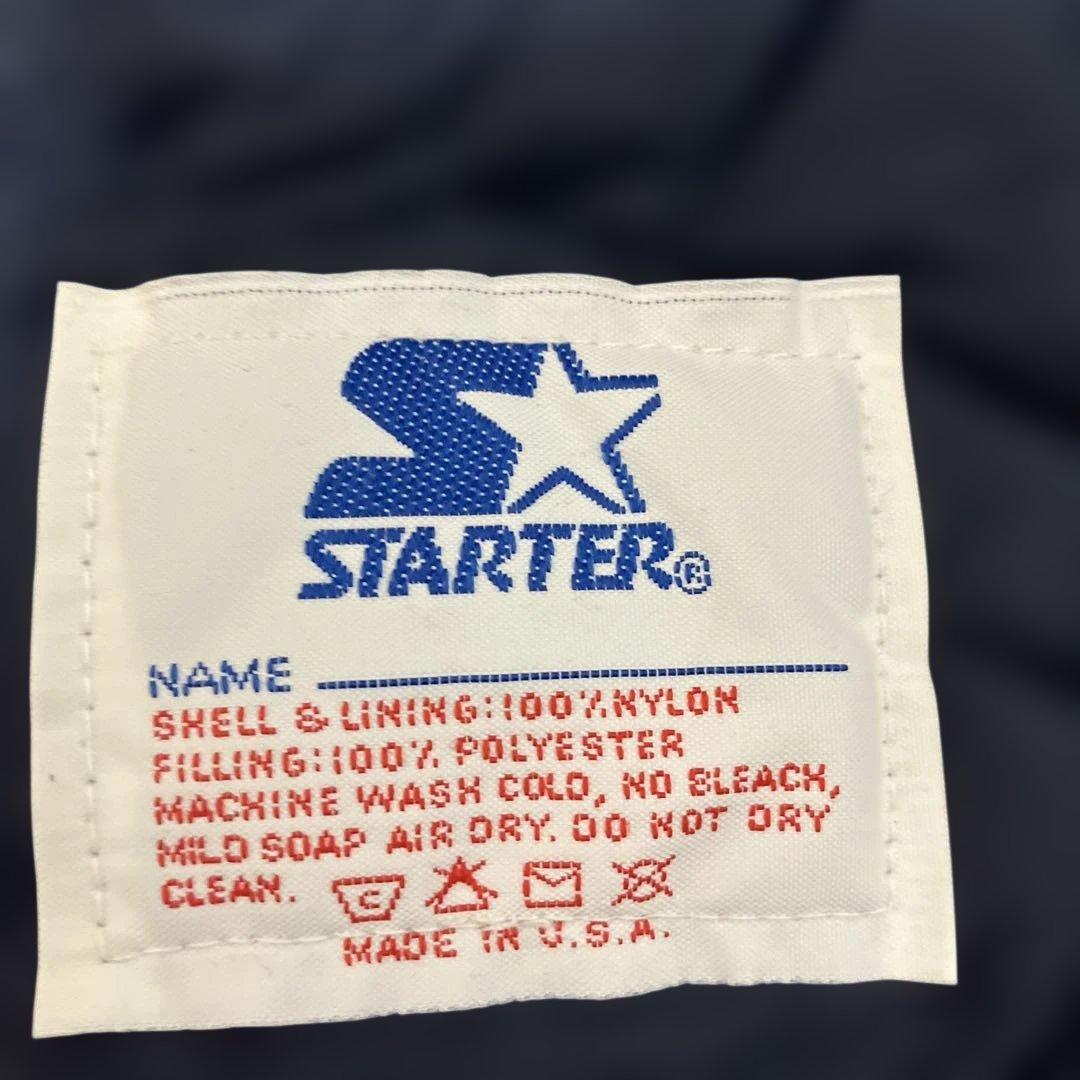 STARTER®
NAME
SHELL & LINING:100%NYLON
FILLING:100% POLYESTER
MACHINE WASH COLD, NO BLEACH,
MILD SOAP AIR DRY. DO NOT DRY
CLEAN.
C
MADE IN U.S.A.